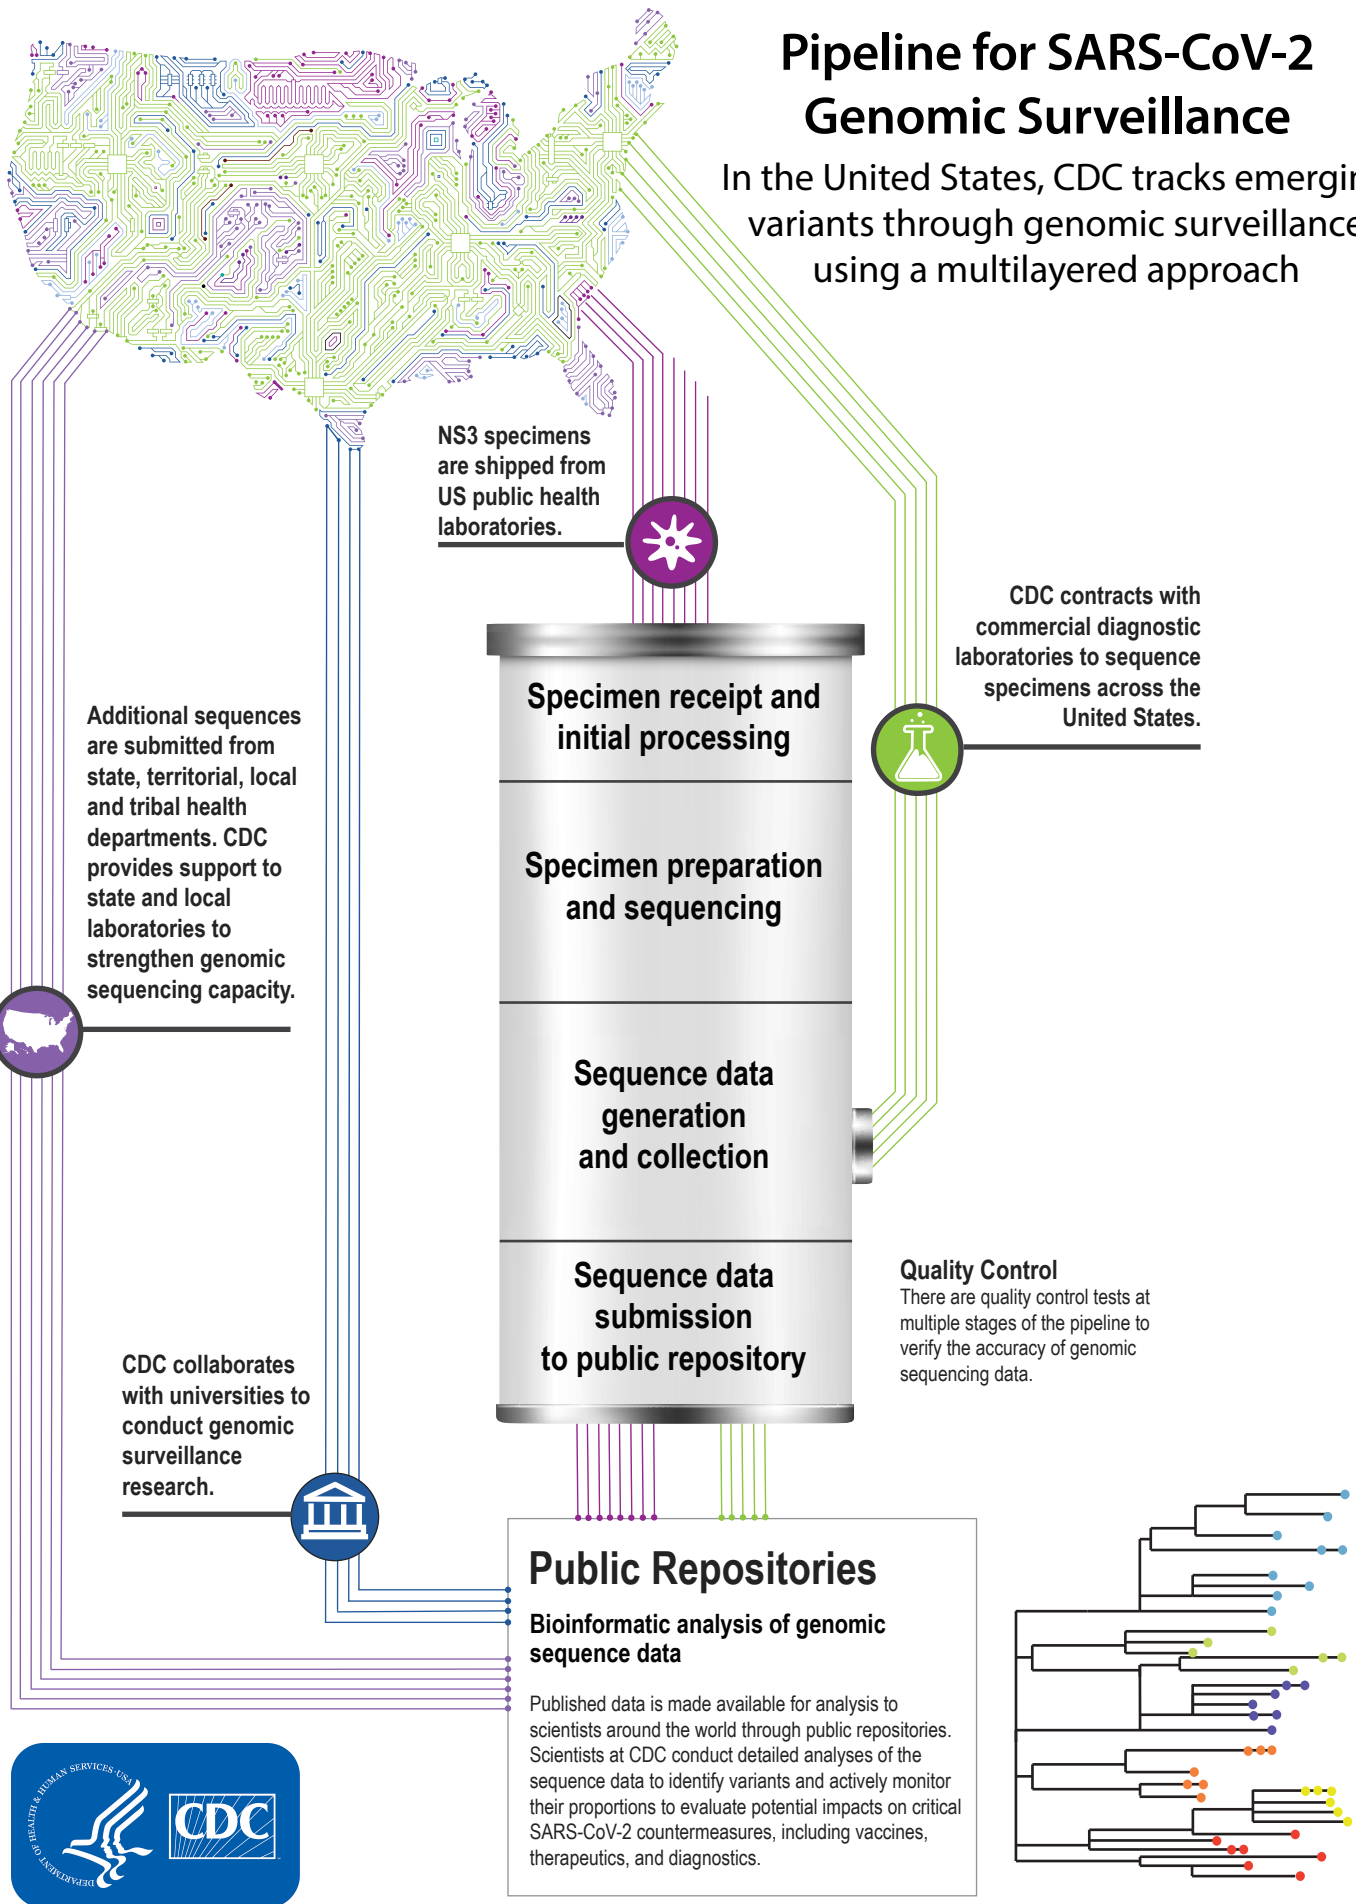 Pipeline for SARS-CoV-2
Genomic Surveillance
In the United States, CDC tracks emergin
variants through genomic surveillance
using a multilayered approach
NS3 specimens
are shipped from
US public health
laboratories.
CDC contracts with
commercial diagnostic
laboratories to sequence
specimens across the
United States.
Specimen receipt and
initial processing
Specimen preparation
and sequencing
Sequence data
generation
and collection
Sequence data
submission
to public repository
Additional sequences
are submitted from
state, territorial, local
and tribal health
departments. CDC
provides support to
state and local
laboratories to
strengthen genomic
sequencing capacity.
Quality Control
There are quality control tests at
multiple stages of the pipeline to
verify the accuracy of genomic
sequencing data.
CDC collaborates
with universities to
conduct genomic
surveillance
research.
Public Repositories
Bioinformatic analysis of genomic
sequence data
Published data is made available for analysis to
scientists around the world through public repositories.
Scientists at CDC conduct detailed analyses of the
sequence data to identify variants and actively monitor
their proportions to evaluate potential impacts on critical
SARS-CoV-2 countermeasures, including vaccines,
therapeutics, and diagnostics.
DEPARTMENT OF HEALTH & HUMAN SERVICES·USA
CDC